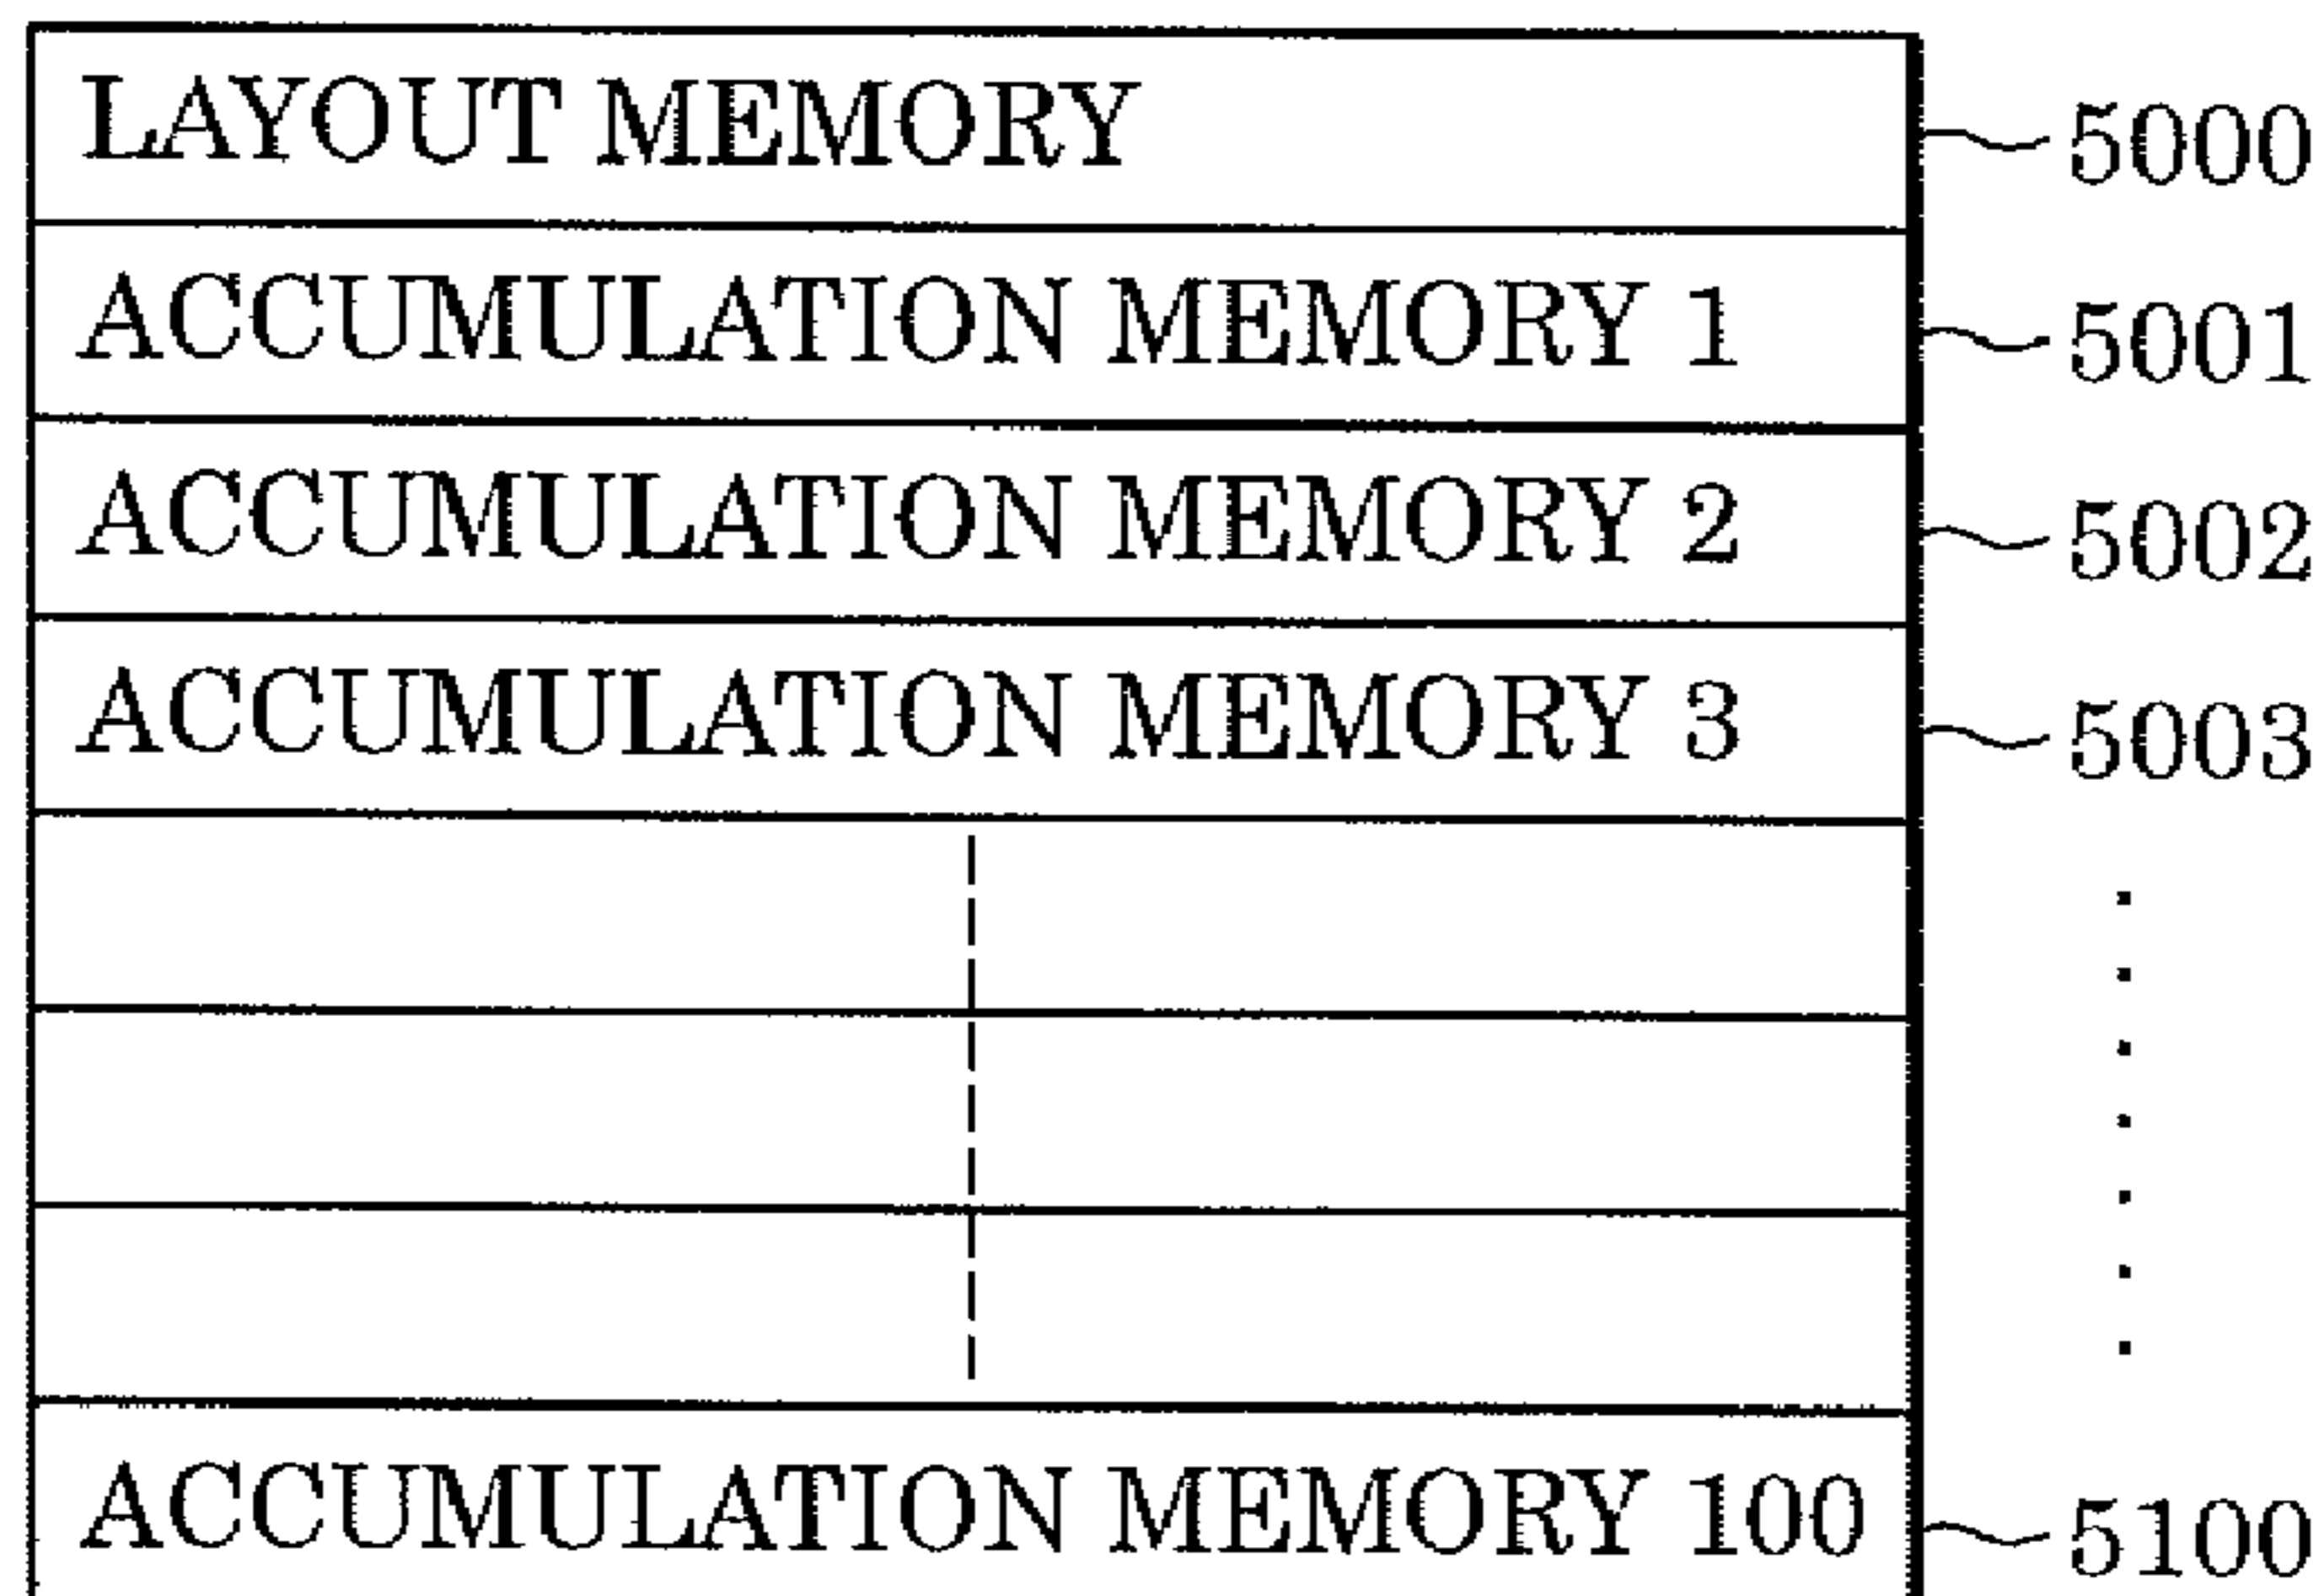 LAYOUT MEMORY 5000
ACCUMULATION MEMORY 1 5001
ACCUMULATION MEMORY 2 5002
ACCUMULATION MEMORY 3 5003
ACCUMULATION MEMORY 100 5100